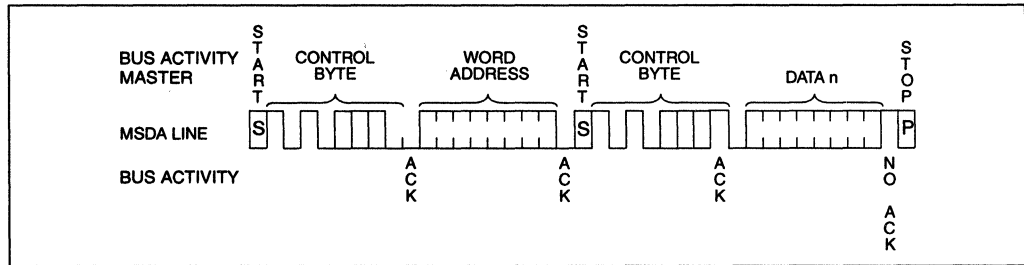 BUS ACTIVITY
MASTER
START
CONTROL
BYTE
WORD
ADDRESS
START
CONTROL
BYTE
DATA n
STOP
MSDA LINE
S
S
P
BUS ACTIVITY
ACK
ACK
ACK
NO ACK